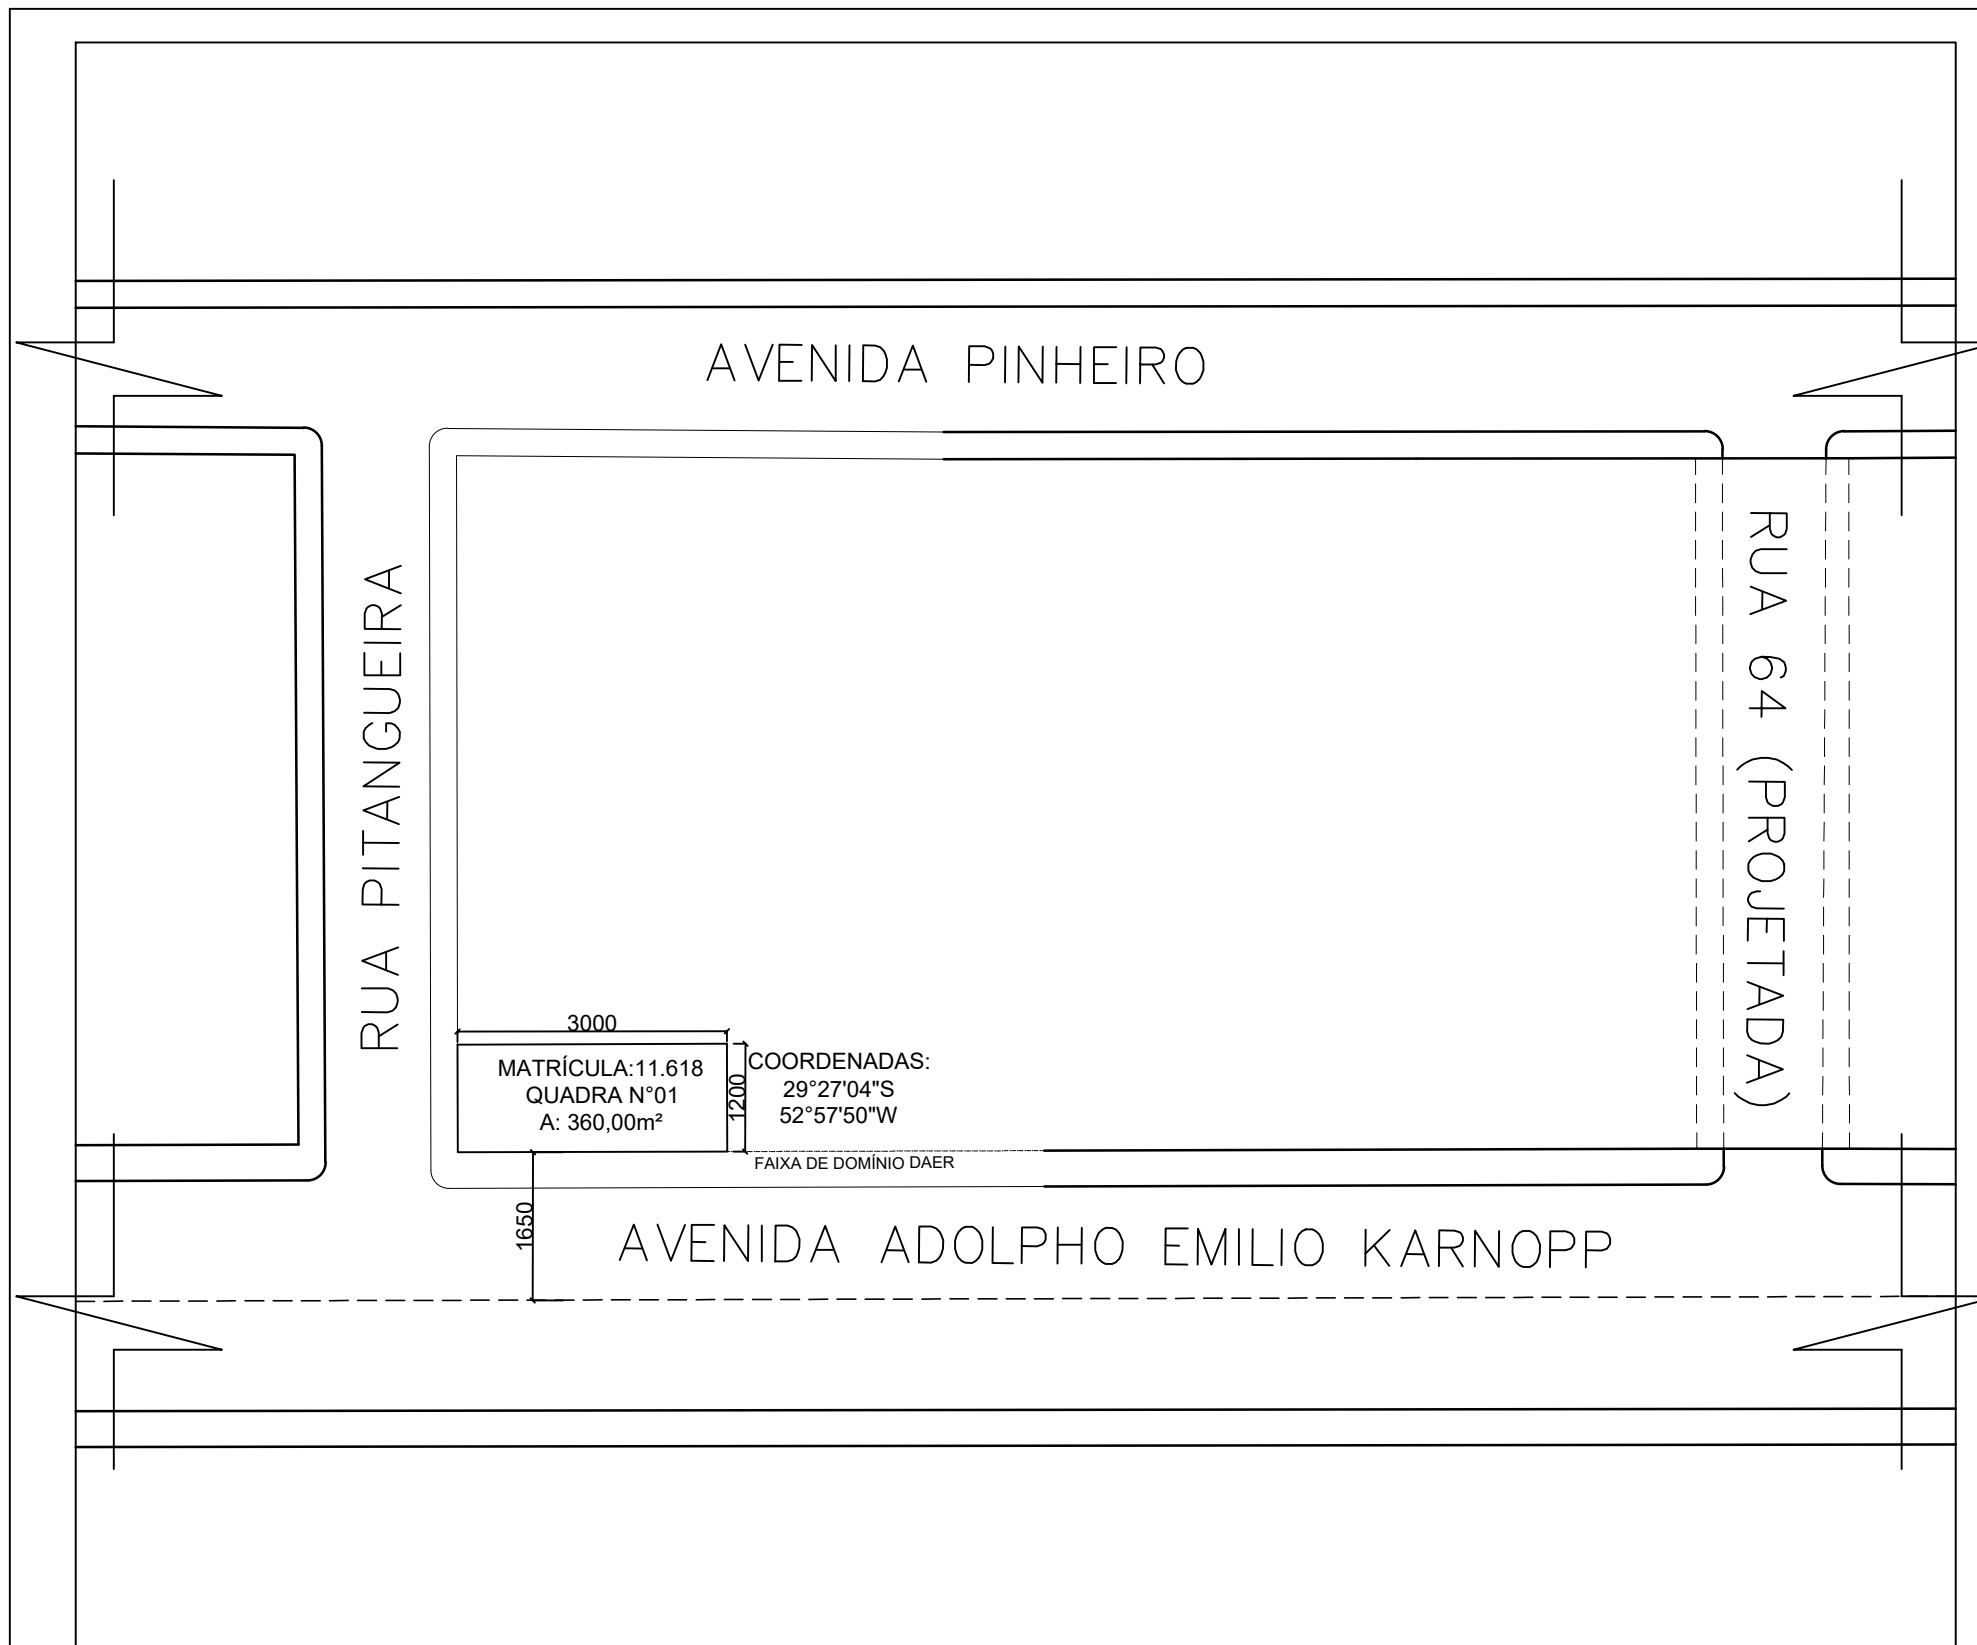 AVENIDA PINHEIRO
RUA PITANGUEIRA
RUA 64 (PROJETADA)
3000
MATRÍCULA:11.618
QUADRA N°01
A: 360,00m²
1200
COORDENADAS:
29°27'04"S
52°57'50"W
FAIXA DE DOMÍNIO DAER
1650
AVENIDA ADOLPHO EMILIO KARNOPP